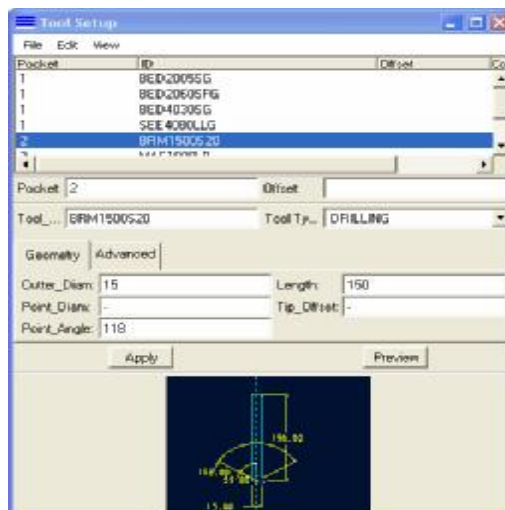 Tool Setup
File Edit View
Pocket ID Offset Co
1 BED2005SG
1 BED20605PG
1 BED4030SG
1 SEE4080LLG
2 BRM1500S20
Pocket 2 Offset
Tool_... BRM1500S20 Tool Ty... DRILLING
Geometry Advanced
Cutter_Diam: 15 Length: 150
Point_Diam: - Tip_Offset: -
Point_Angle: 118
Apply Preview
15.00